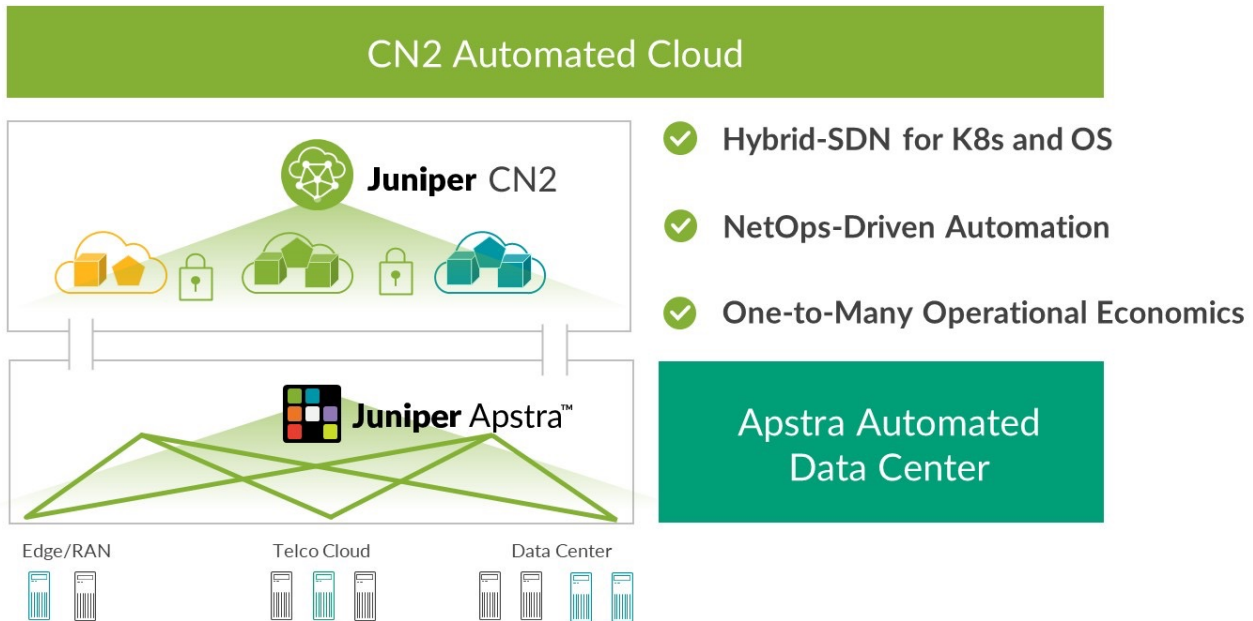 CN2 Automated Cloud
Juniper CN2
Hybrid-SDN for K8s and OS
NetOps-Driven Automation
One-to-Many Operational Economics
Juniper Apstra™
Apstra Automated
Data Center
Edge/RAN
Telco Cloud
Data Center